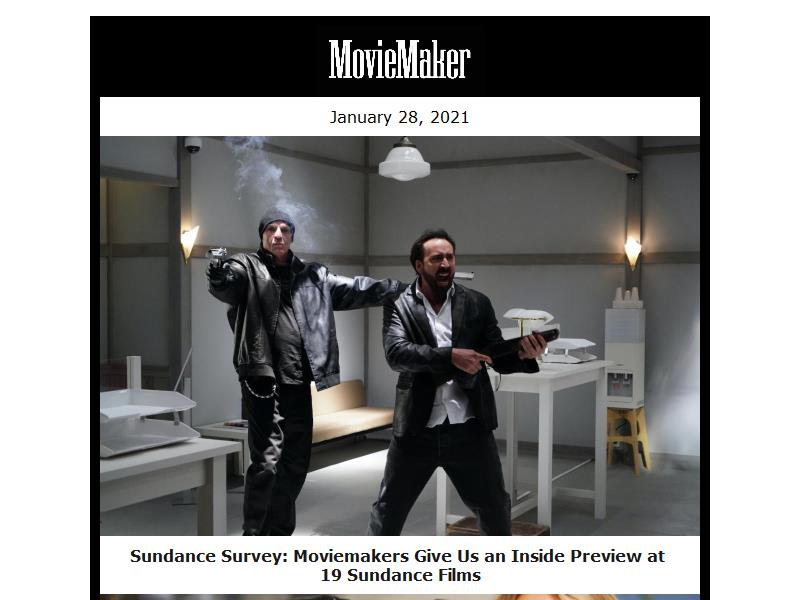 MovieMaker
January 28, 2021
Sundance Survey: Moviemakers Give Us an Inside Preview at
19 Sundance Films